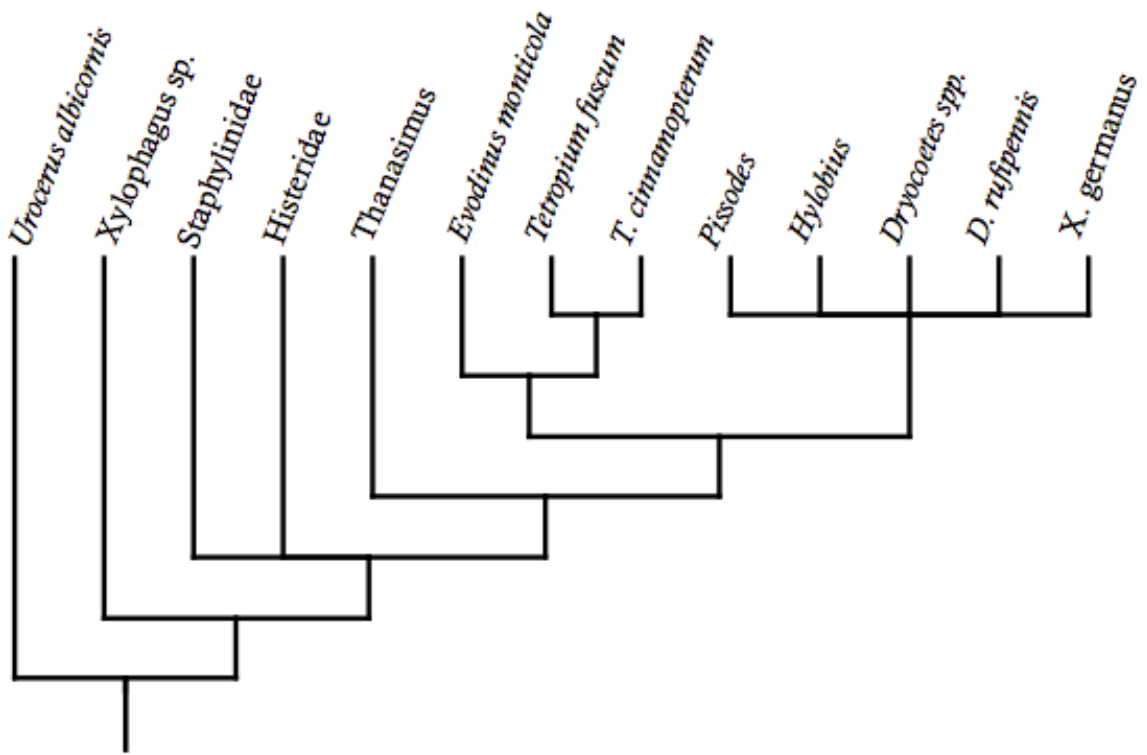 Urocerus albicornis
Xylophagus sp.
Staphylinidae
Histeridae
Thanasimus
Evodinus monticola
Tetropium fuscum
T. cinnamopterum
Pissodes
Hylobius
Dryocoetes spp.
D. rufipennis
X. germanus